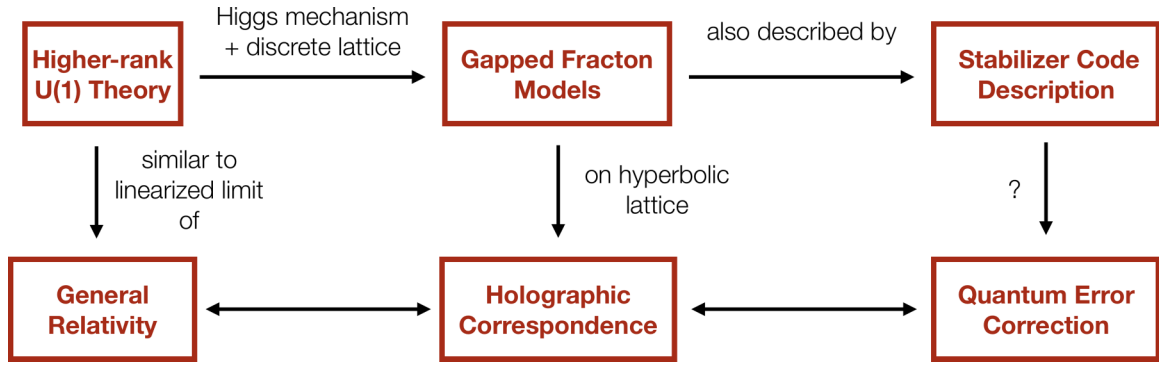 Higher-rank
U(1) Theory
Higgs mechanism
+ discrete lattice
Gapped Fracton
Models
also described by
Stabilizer Code
Description
similar to
linearized limit
of
on hyperbolic
lattice
?
General
Relativity
Holographic
Correspondence
Quantum Error
Correction